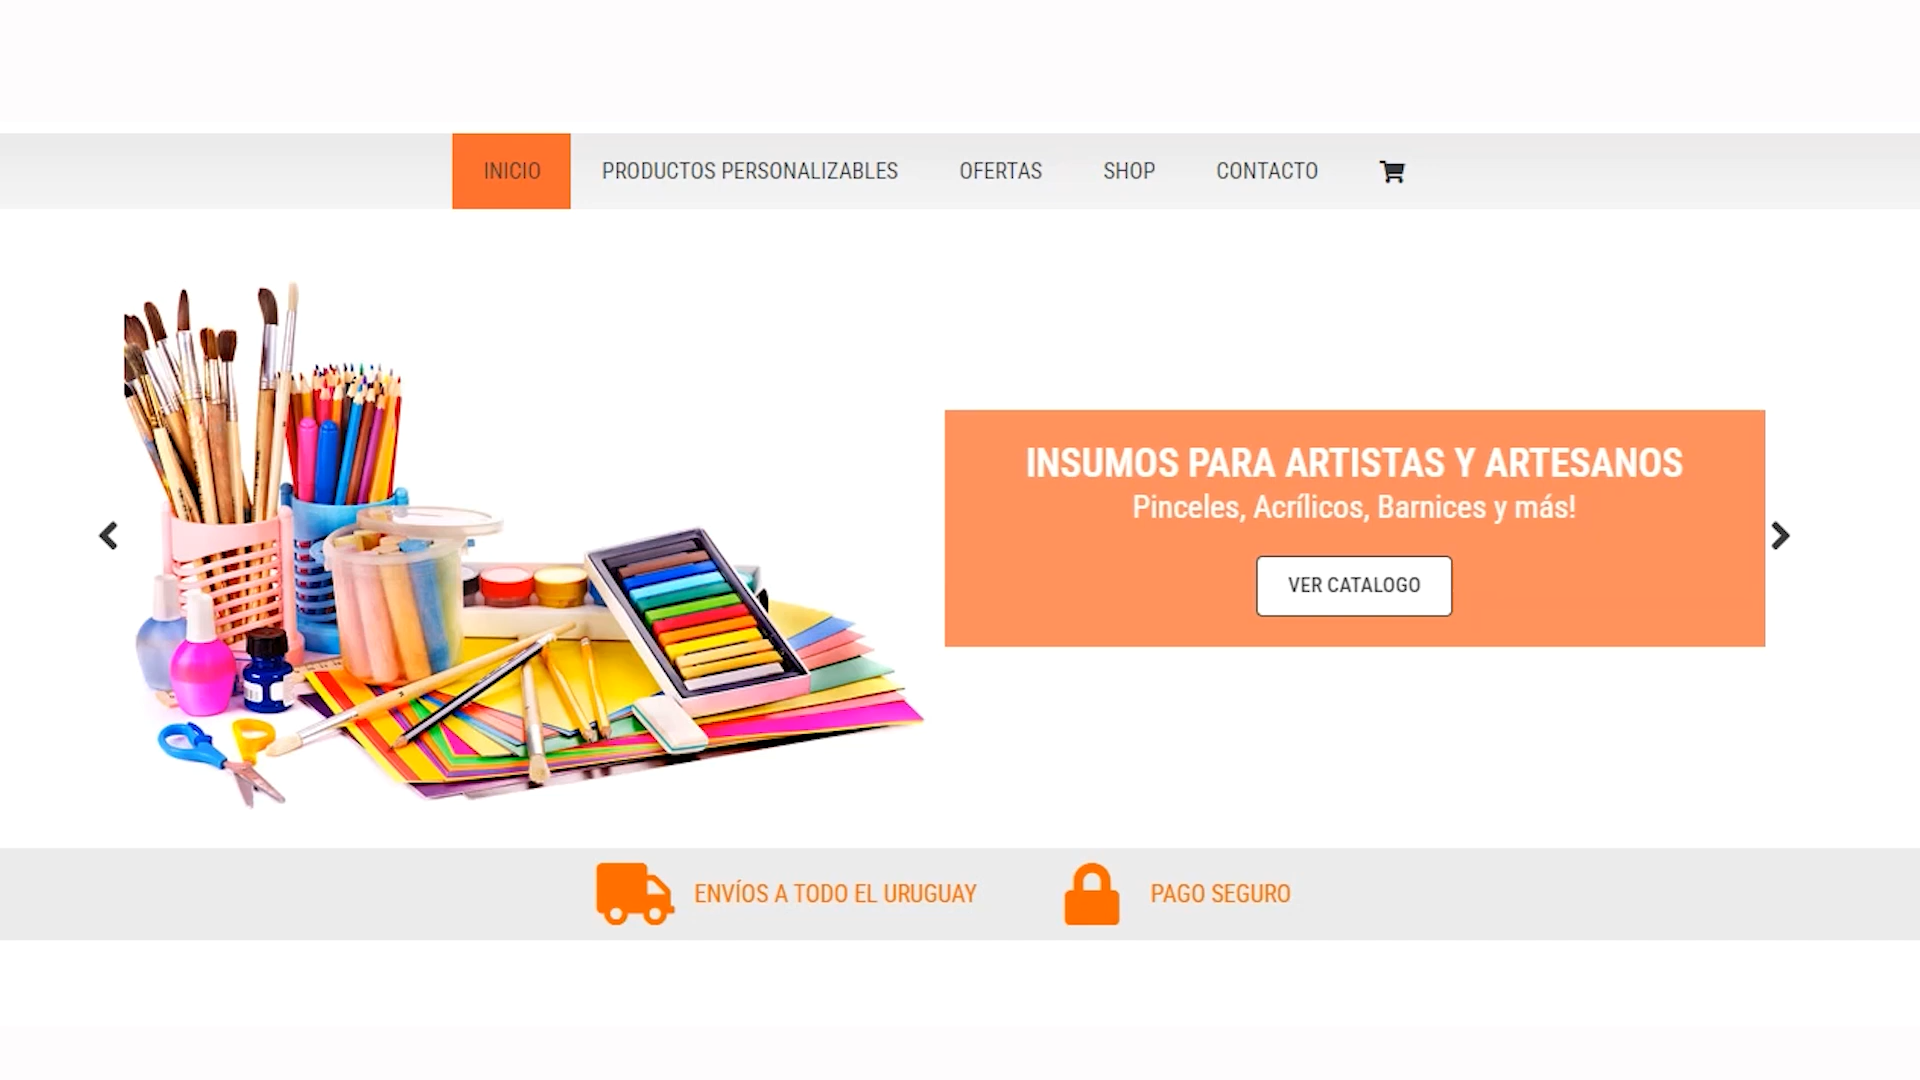 INICIO PRODUCTOS PERSONALIZABLES OFERTAS SHOP CONTACTO
INSUMOS PARA ARTISTAS Y ARTESANOS
Pinceles, Acrílicos, Barnices y más!
VER CATALOGO
ENVÍOS A TODO EL URUGUAY PAGO SEGURO